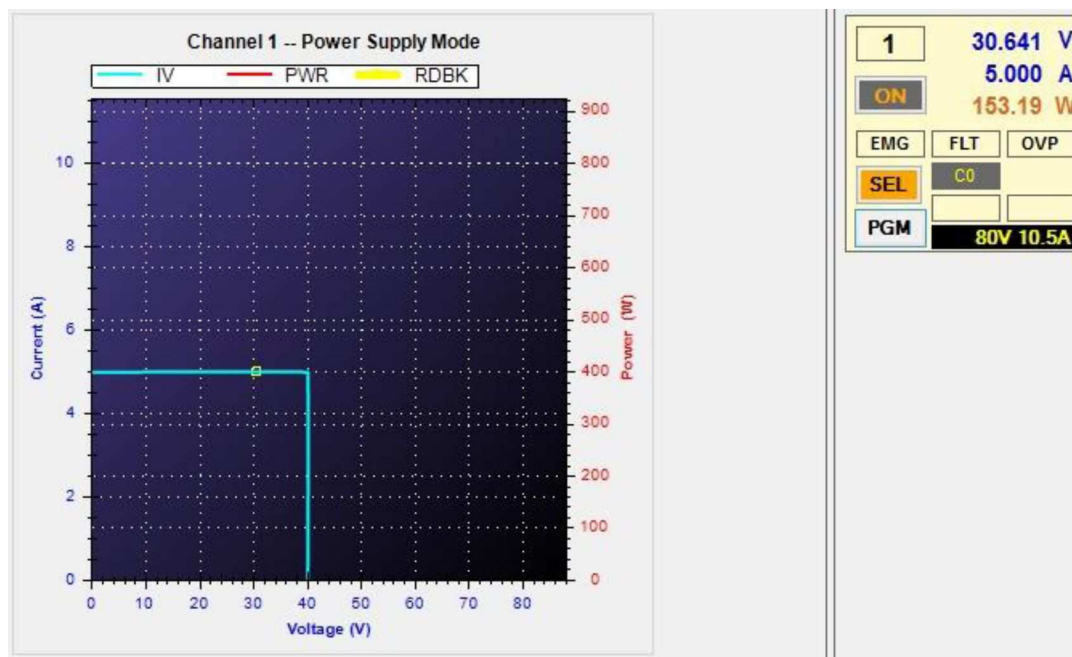 Channel 1 -- Power Supply Mode
IV PWR RDBK
Current (A)
10
8
6
4
2
0
900
800
700
600
500
400
300
200
100
0
Power (W)
0 10 20 30 40 50 60 70 80
Voltage (V)
1 30.641 V
5.000 A
ON 153.19 W
EMG FLT OVP
SEL C0
PGM 80V 10.5A